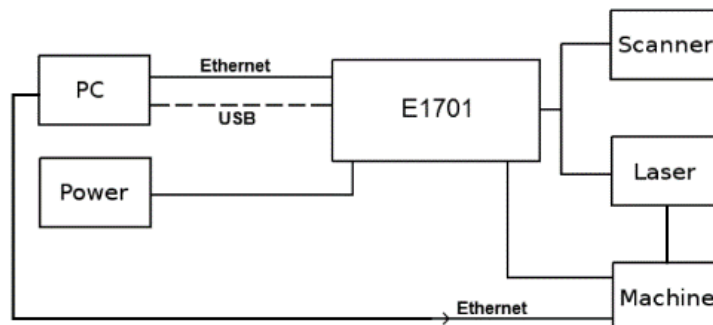 Scanner
Ethernet
PC
E1701
USB
Laser
Power
Machine
Ethernet